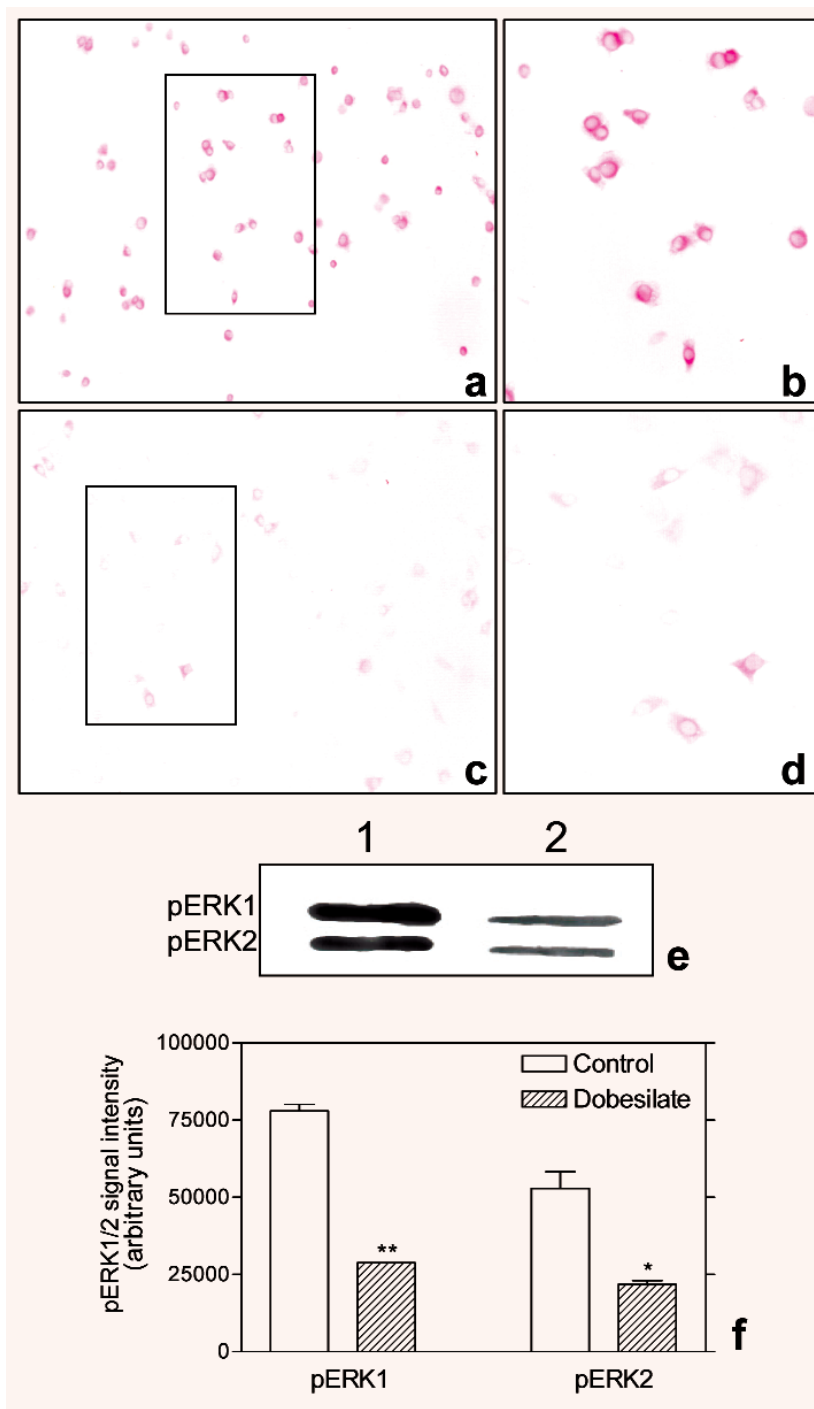 a
b
c
d
1 2
pERK1
pERK2
e
pERK1/2 signal intensity
(arbitrary units)
100000
75000
50000
25000
0
Control
Dobesilate
**
*
f
pERK1 pERK2